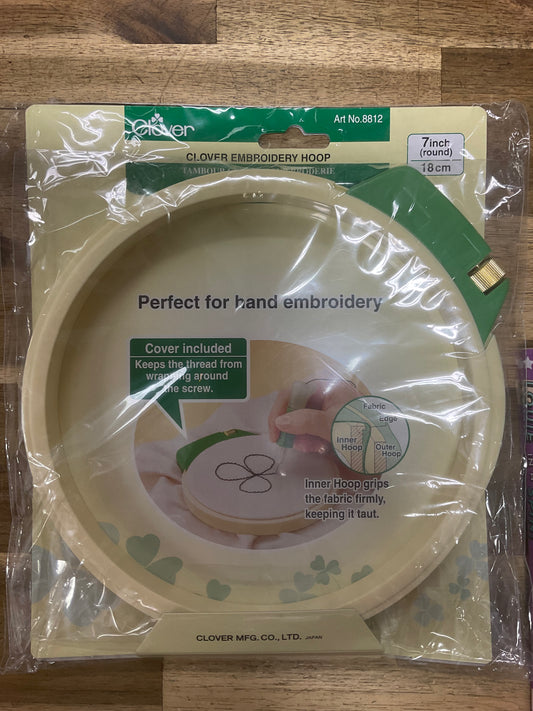 Clover
Art No.8812
CLOVER EMBROIDERY HOOP
7inch
(round)
18cm
TAMBOUR
Perfect for hand embroidery
Cover included
Keeps the thread from
wrapping around
the screw.
Fabric
Edge
Inner
Hoop
Outer
Hoop
Inner Hoop grips
the fabric firmly,
keeping it taut.
CLOVER MFG.CO.,LTD. JAPAN